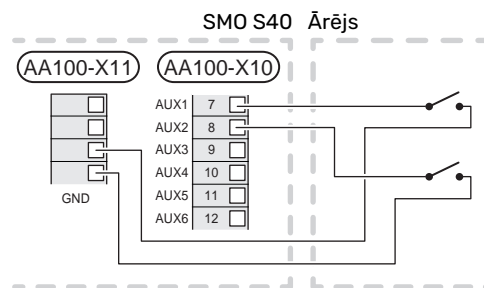 SMO S40 Ārējs
AA100-X11 AA100-X10
AUX1 7
AUX2 8
AUX3 9
AUX4 10
AUX5 11
AUX6 12
GND